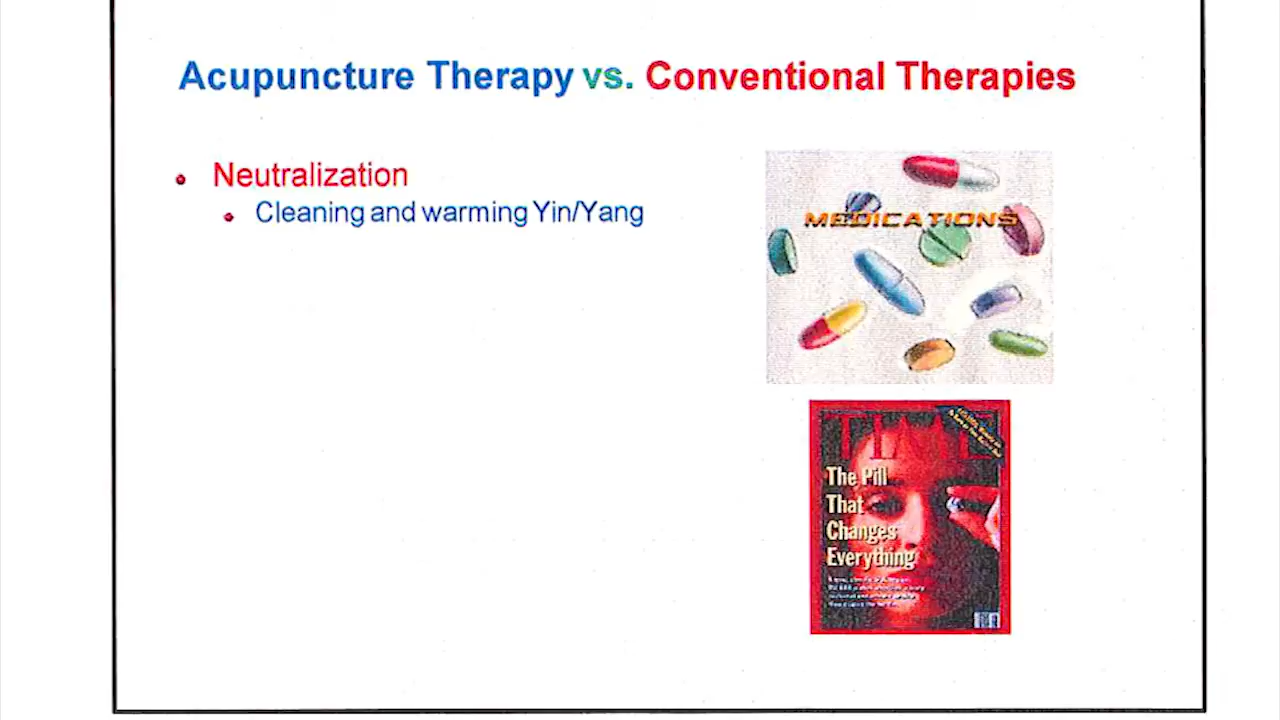 Acupuncture Therapy vs. Conventional Therapies
Neutralization
Cleaning and warming Yin/Yang
MEDICATIONS
TIME
The Pill
That
Changes
Everything